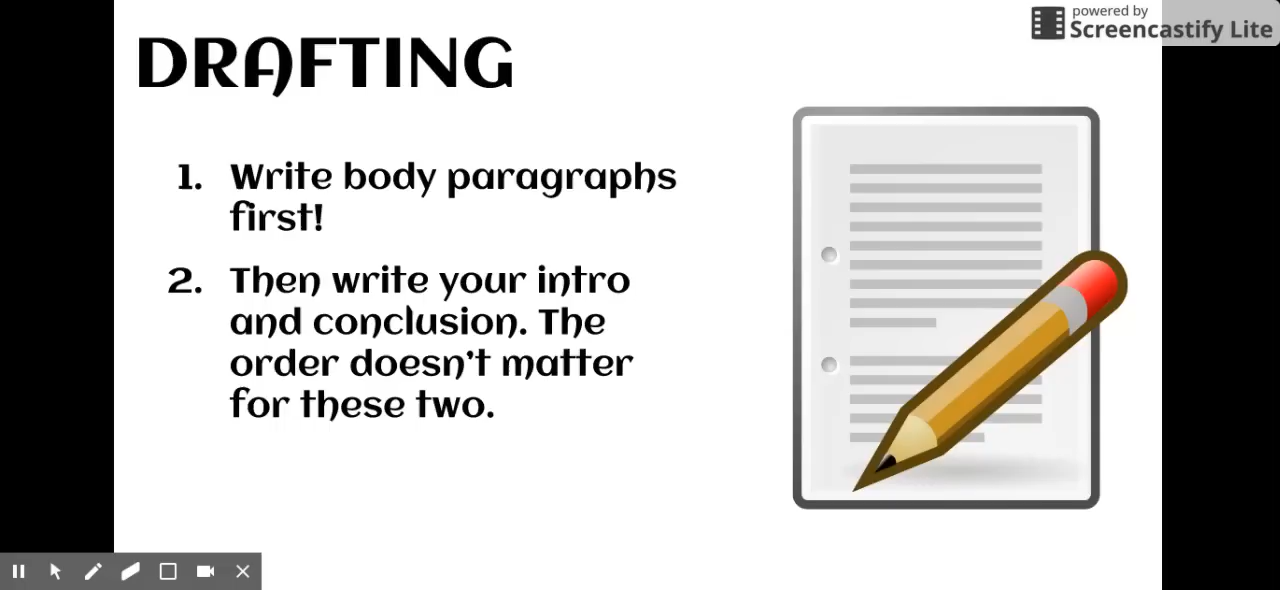 powered by
Screencastify Lite
DRAFTING
1. Write body paragraphs
first!
2. Then write your intro
and conclusion. The
order doesn't matter
for these two.